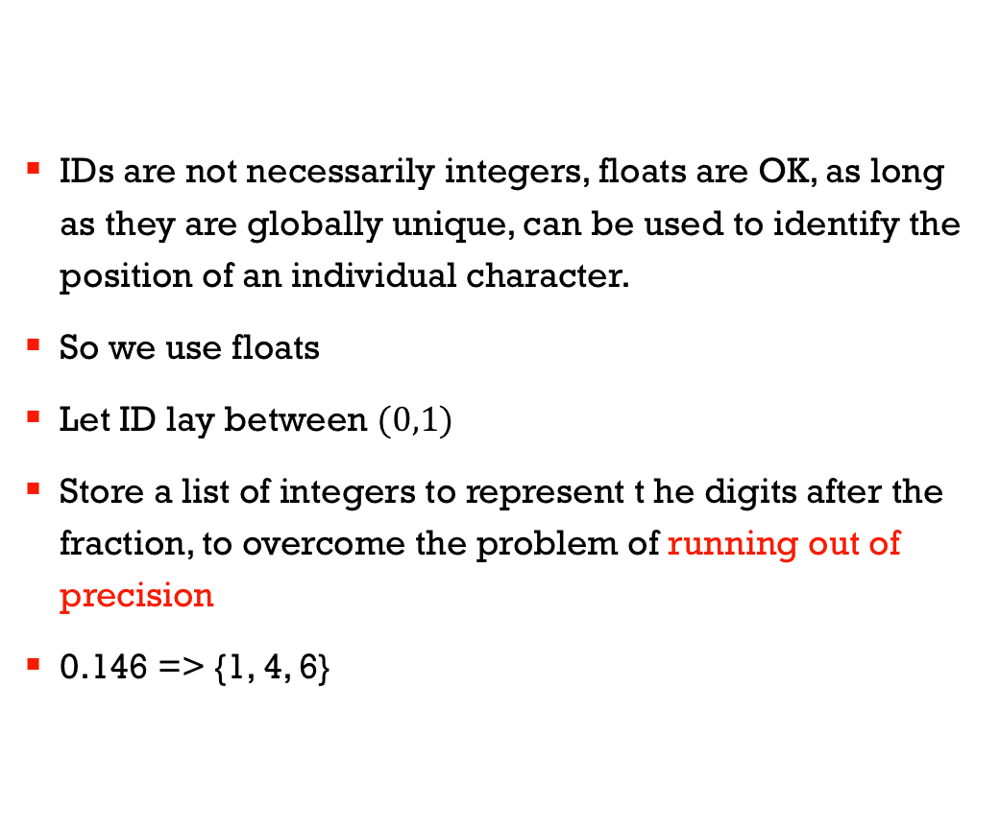 ▪ IDs are not necessarily integers, floats are OK, as long
as they are globally unique, can be used to identify the
position of an individual character.
▪ So we use floats
▪ Let ID lay between (0,1)
▪ Store a list of integers to represent t he digits after the
fraction, to overcome the problem of running out of
precision
▪ 0.146 => {1, 4, 6}